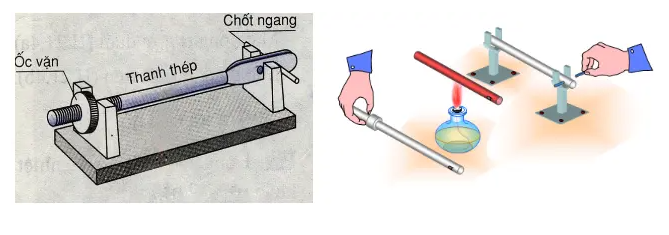 Chốt ngang
Ốc vặn
Thanh thép